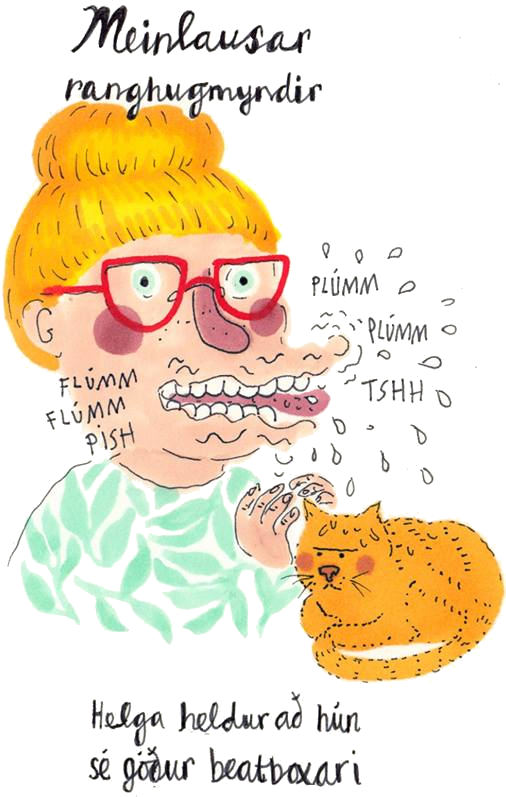 Meinlausar
ranghugmyndir
PLÚMM
PLÚMM
TSHH
FLÚMM
FLÚMM
PISH
Helga heldur að hún
sé góður beatboxari